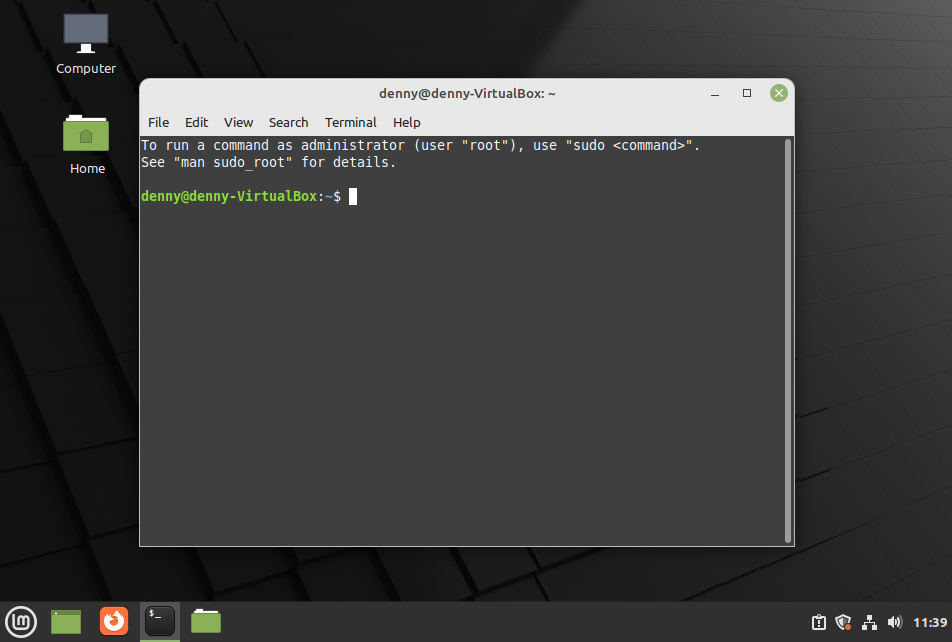 Computer
Home
denny@denny-VirtualBox: ~
File Edit View Search Terminal Help
To run a command as administrator (user "root"), use "sudo <command>".
See "man sudo_root" for details.
denny@denny-VirtualBox:~$
$_
11:39